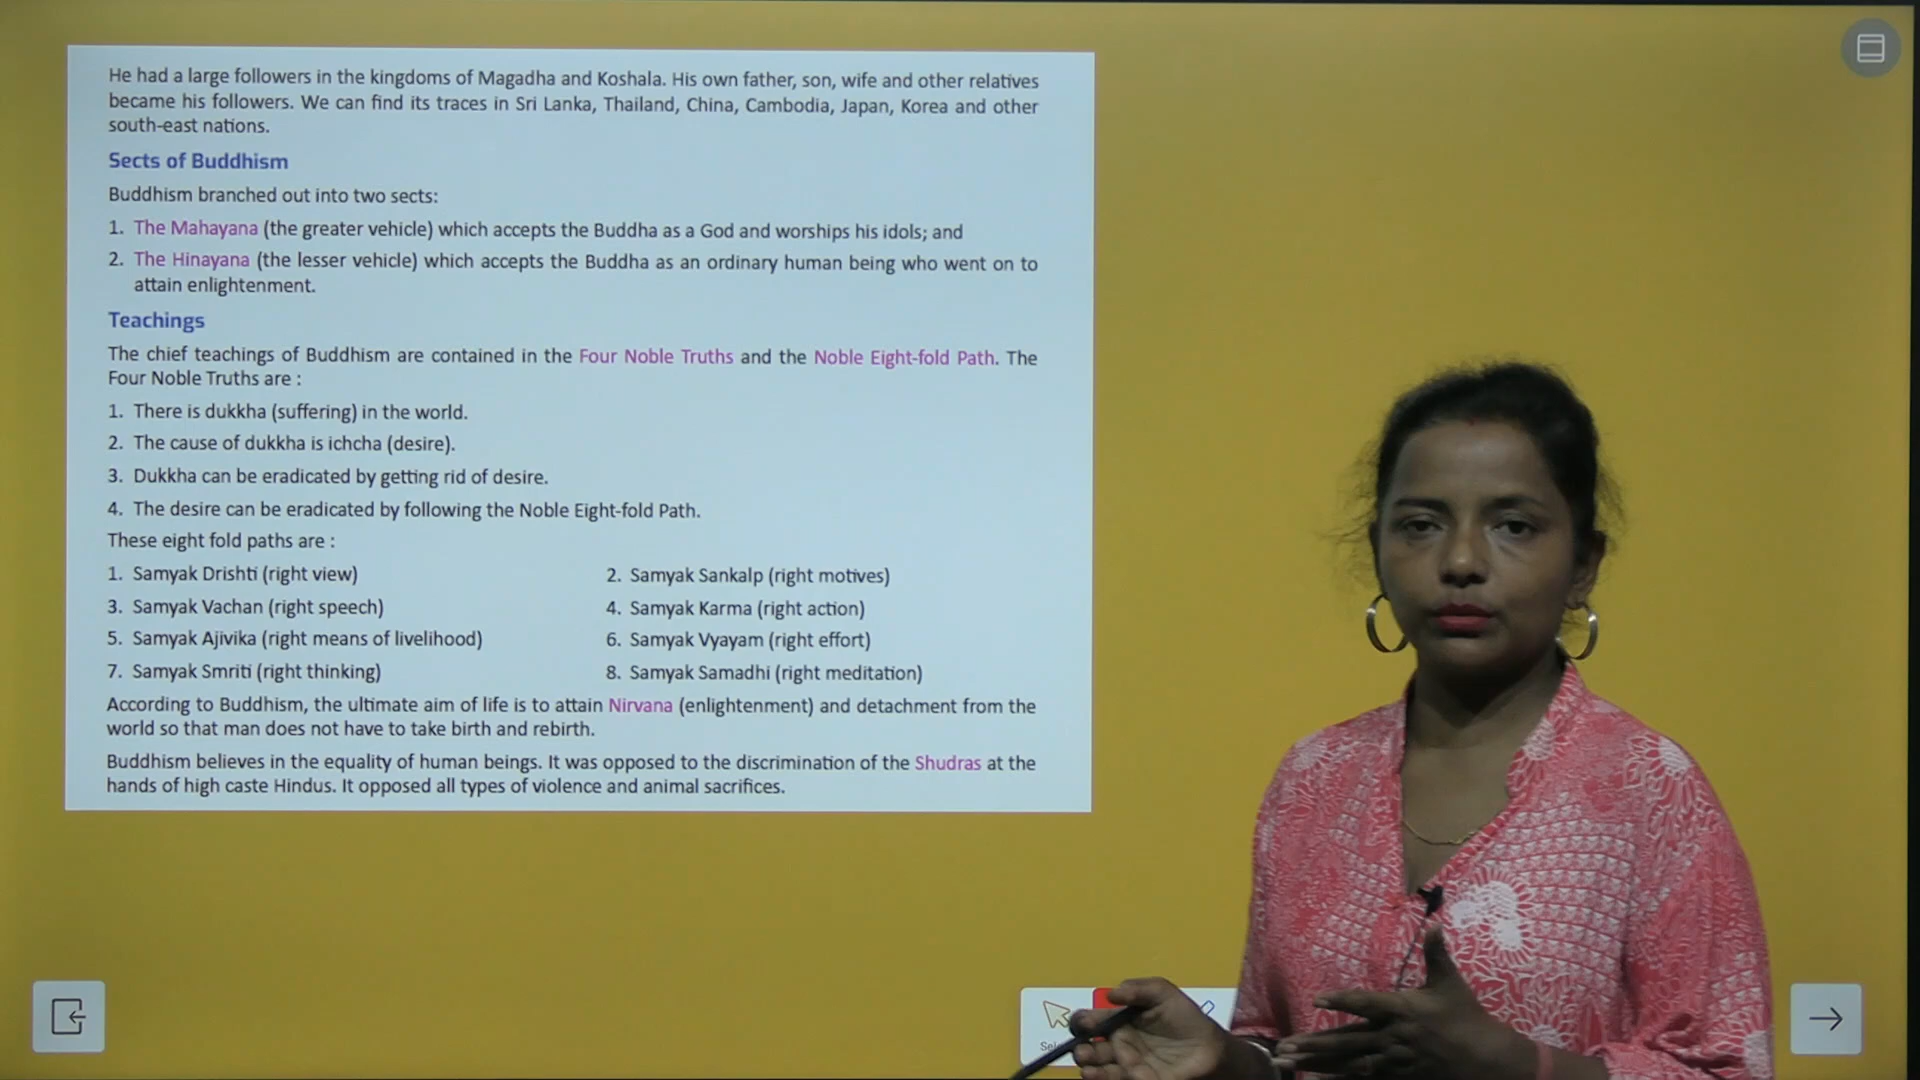 He had a large followers in the kingdoms of Magadha and Koshala. His own father, son, wife and other relatives
became his followers. We can find its traces in Sri Lanka, Thailand, China, Cambodia, Japan, Korea and other
south-east nations.
Sects of Buddhism
Buddhism branched out into two sects:
1. The Mahayana (the greater vehicle) which accepts the Buddha as a God and worships his idols; and
2. The Hinayana (the lesser vehicle) which accepts the Buddha as an ordinary human being who went on to
attain enlightenment.
Teachings
The chief teachings of Buddhism are contained in the Four Noble Truths and the Noble Eight-fold Path. The
Four Noble Truths are :
1. There is dukkha (suffering) in the world.
2. The cause of dukkha is ichcha (desire).
3. Dukkha can be eradicated by getting rid of desire.
4. The desire can be eradicated by following the Noble Eight-fold Path.
These eight fold paths are :
1. Samyak Drishti (right view) 2. Samyak Sankalp (right motives)
3. Samyak Vachan (right speech) 4. Samyak Karma (right action)
5. Samyak Ajivika (right means of livelihood) 6. Samyak Vyayam (right effort)
7. Samyak Smriti (right thinking) 8. Samyak Samadhi (right meditation)
According to Buddhism, the ultimate aim of life is to attain Nirvana (enlightenment) and detachment from the
world so that man does not have to take birth and rebirth.
Buddhism believes in the equality of human beings. It was opposed to the discrimination of the Shudras at the
hands of high caste Hindus. It opposed all types of violence and animal sacrifices.